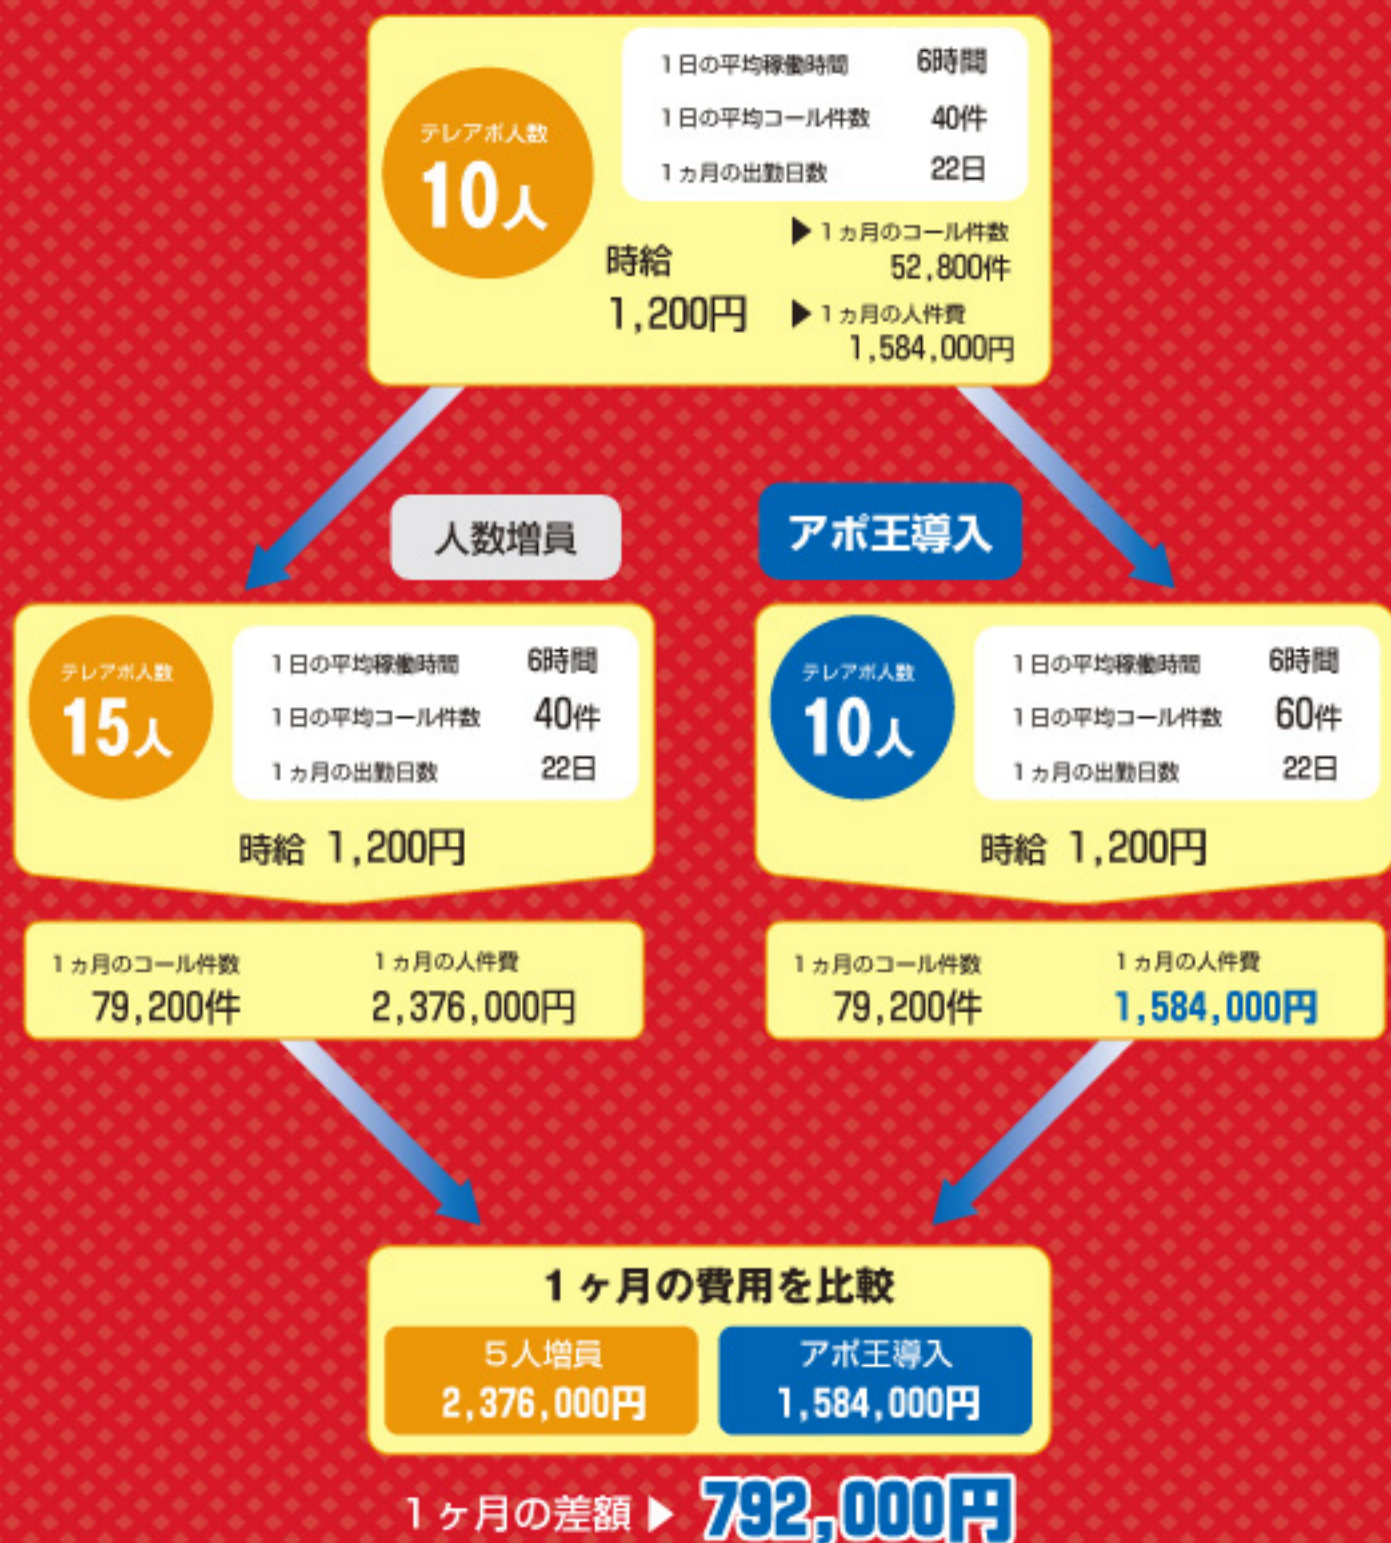 テレアポ人数
10人
1日の平均稼働時間 6時間
1日の平均コール件数 40件
1ヵ月の出勤日数 22日
時給
1,200円
▶1ヵ月のコール件数
52,800件
▶1ヵ月の人件費
1,584,000円
人数増員
アポ王導入
テレアポ人数
15人
1日の平均稼働時間 6時間
1日の平均コール件数 40件
1ヵ月の出勤日数 22日
時給 1,200円
1ヵ月のコール件数
79,200件
1ヵ月の人件費
2,376,000円
テレアポ人数
10人
1日の平均稼働時間 6時間
1日の平均コール件数 60件
1ヵ月の出勤日数 22日
時給 1,200円
1ヵ月のコール件数
79,200件
1ヵ月の人件費
1,584,000円
1ヶ月の費用を比較
5人増員
2,376,000円
アポ王導入
1,584,000円
1ヶ月の差額▶792,000円